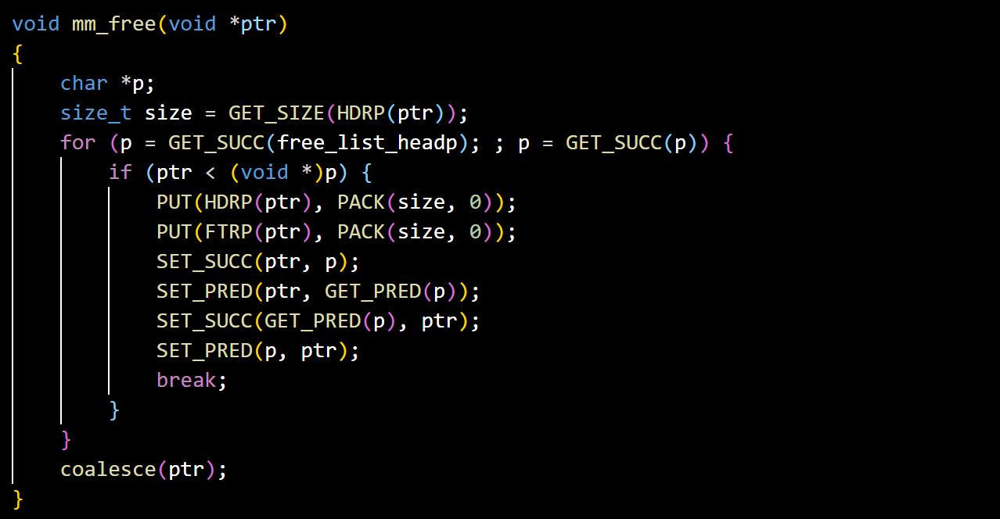 void mm_free(void *ptr)
{
    char *p;
    size_t size = GET_SIZE(HDRP(ptr));
    for (p = GET_SUCC(free_list_headp); ; p = GET_SUCC(p)) {
        if (ptr < (void *)p) {
            PUT(HDRP(ptr), PACK(size, 0));
            PUT(FTRP(ptr), PACK(size, 0));
            SET_SUCC(ptr, p);
            SET_PRED(ptr, GET_PRED(p));
            SET_SUCC(GET_PRED(p), ptr);
            SET_PRED(p, ptr);
            break;
        }
    }
    coalesce(ptr);
}